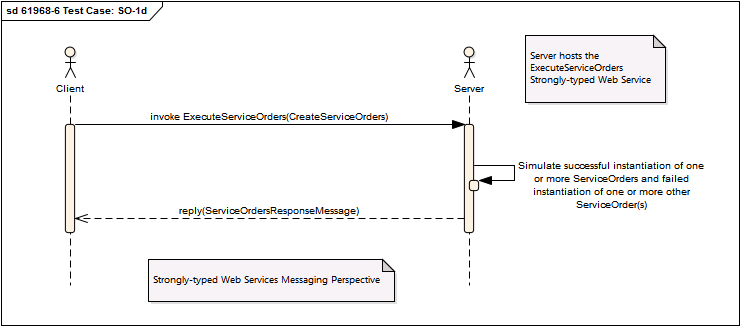 sd 61968-6 Test Case: SO-1d
Server hosts the
ExecuteServiceOrders
Strongly-typed Web Service
Client
Server
invoke ExecuteServiceOrders(CreateServiceOrders)
Simulate successful instantiation of one
or more ServiceOrders and failed
instantiation of one or more other
ServiceOrder(s)
reply(ServiceOrdersResponseMessage)
Strongly-typed Web Services Messaging Perspective